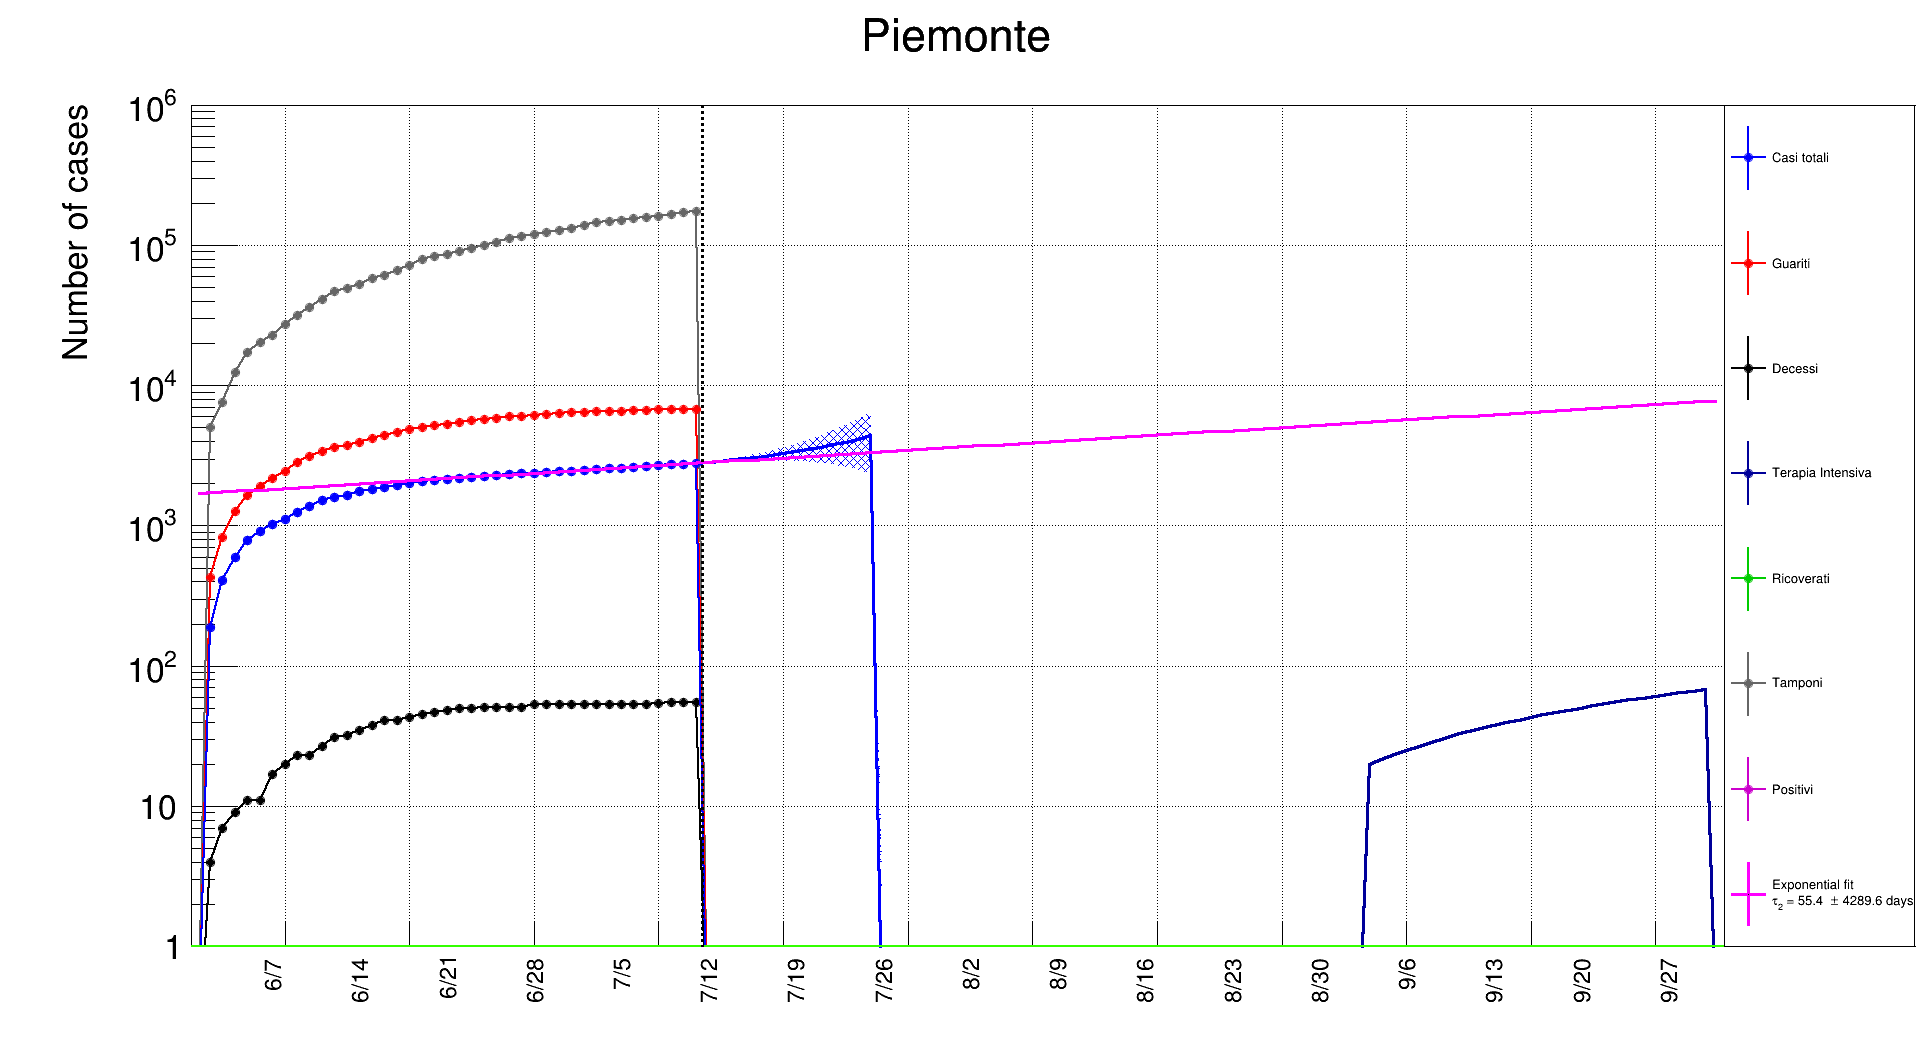 Piemonte
Number of cases
10^6
10^5
10^4
10^3
10^2
10
1
6/7
6/14
6/21
6/28
7/5
7/12
7/19
7/26
8/2
8/9
8/16
8/23
8/30
9/6
9/13
9/20
9/27
Casi totali
Guariti
Decessi
Terapia Intensiva
Ricoverati
Tamponi
Positivi
Exponential fit
τ_2 = 55.4 ± 4289.6 days